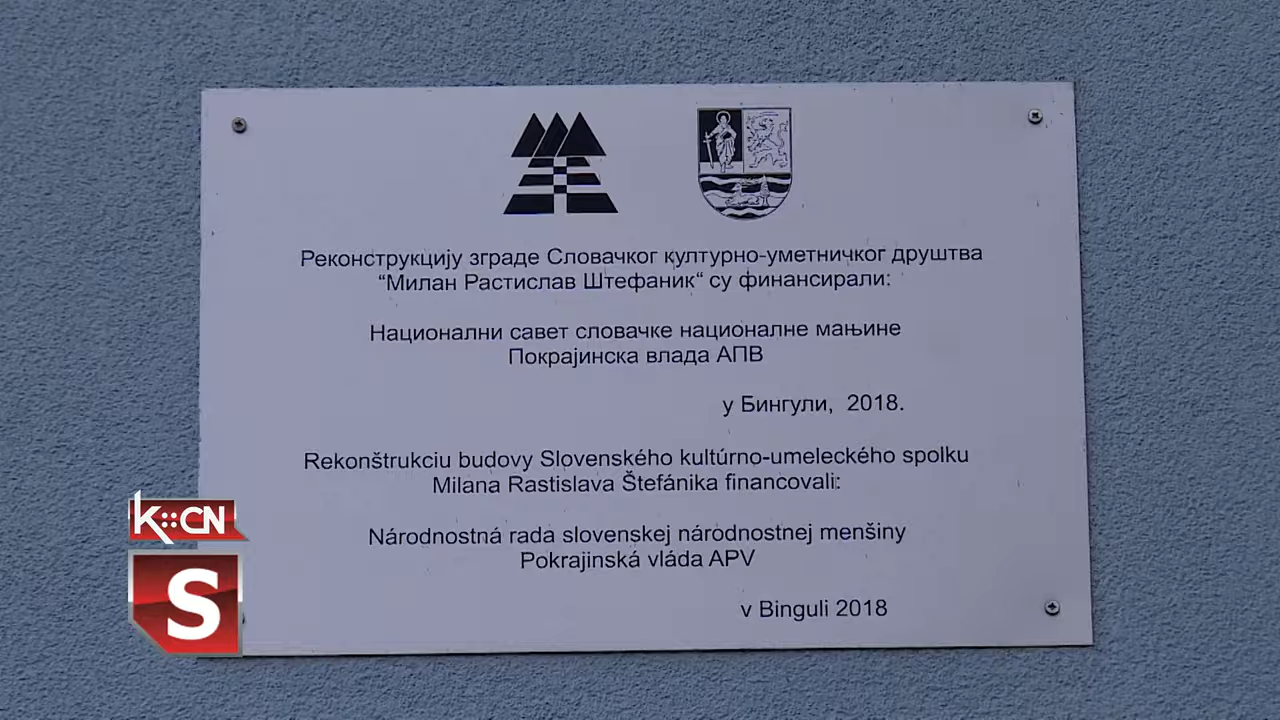 Реконструкцију зграде Словачког културно-уметничког друштва
“Милан Растислав Штефаник“ су финансирали:
Национални савет словачке националне мањине
Покрајинска влада АПВ
у Бингули, 2018.
Rekonštrukciu budovy Slovenského kultúrno-umeleckého spolku
Milana Rastislava Štefánika financovali:
Národnostná rada slovenskej národnostnej menšiny
Pokrajinská vláda APV
v Binguli 2018
K::CN
S